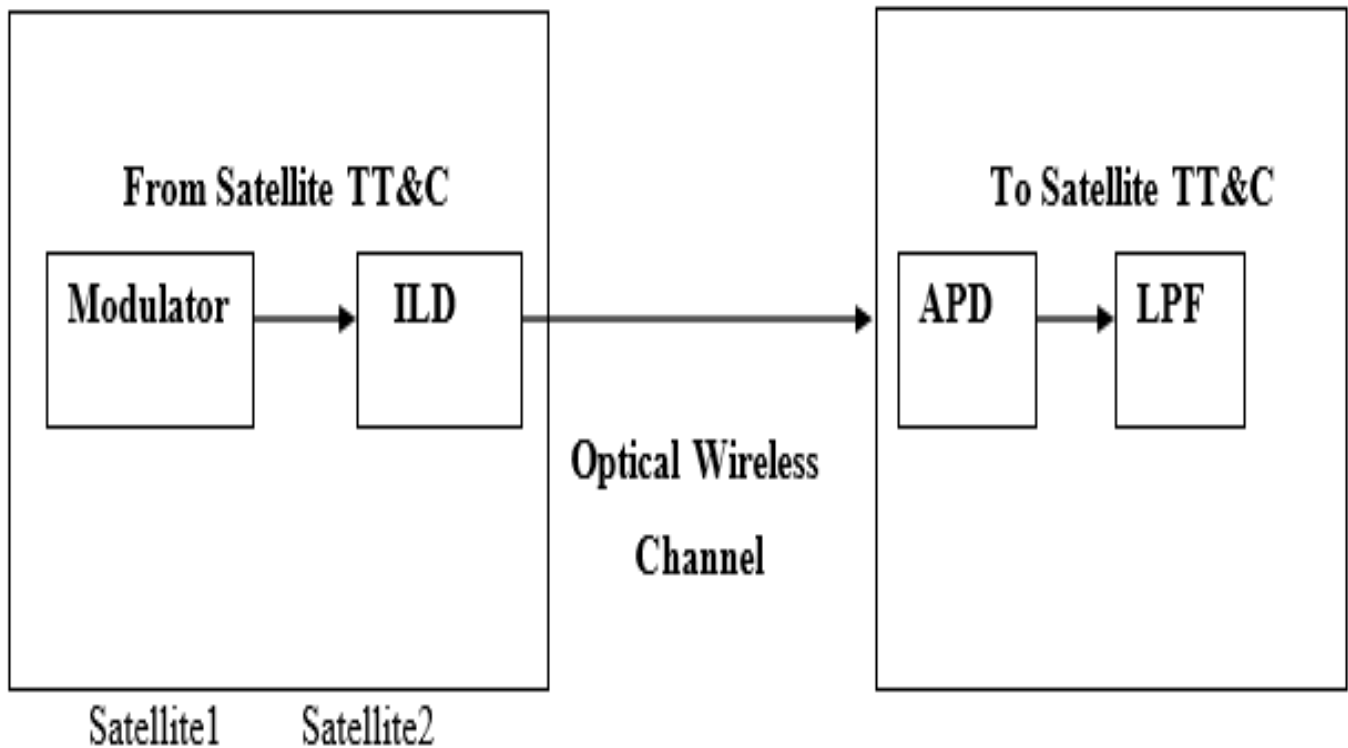 From Satellite TT&C
To Satellite TT&C
Modulator
ILD
APD
LPF
Optical Wireless
Channel
Satellite1 Satellite2